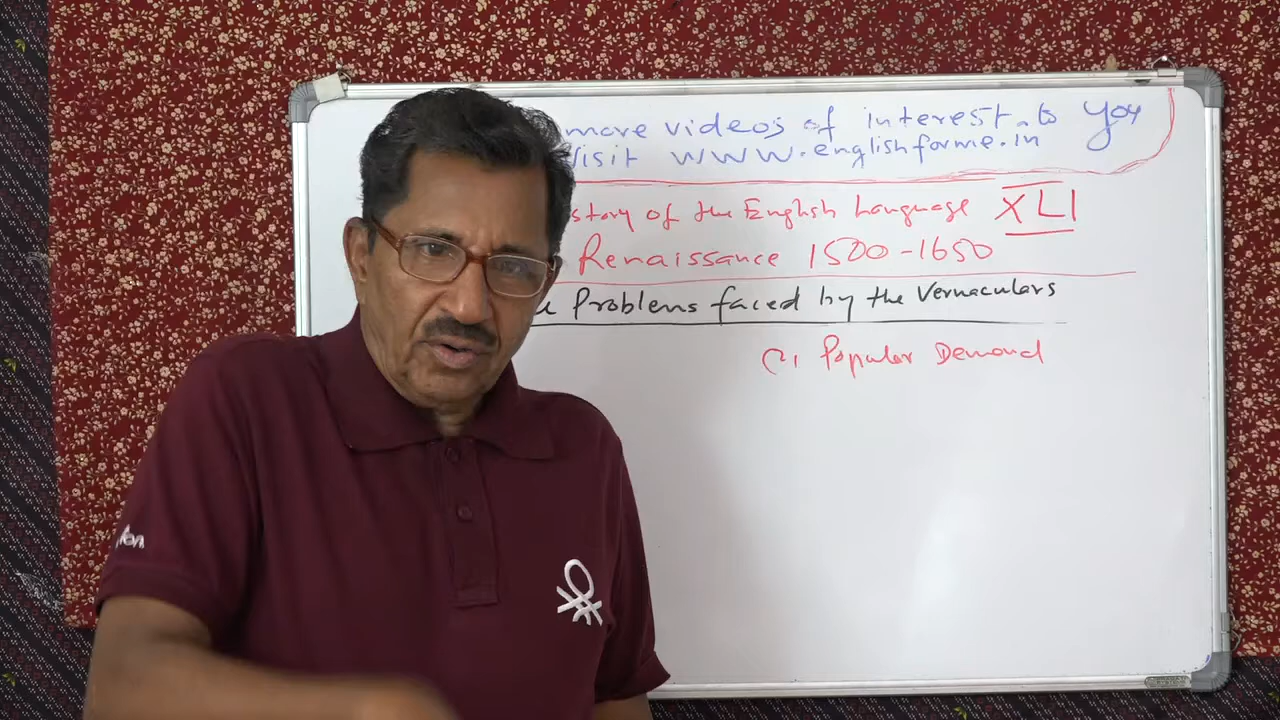 more videos of interest to you
visit www.englishforme.in
story of the English Language XLI
Renaissance 1500-1650
Problems faced by the Vernaculars
Popular Demand